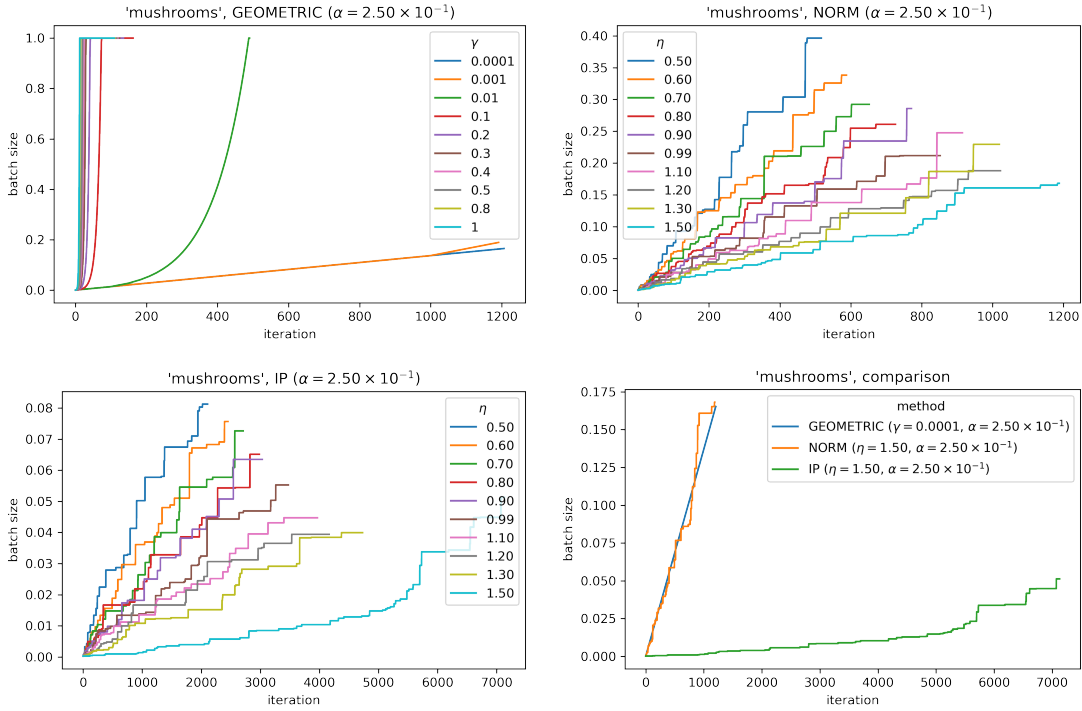 'mushrooms', GEOMETRIC (α = 2.50 × 10⁻¹)
batch size
1.0
0.8
0.6
0.4
0.2
0.0
0 200 400 600 800 1000 1200
iteration
γ
0.0001
0.001
0.01
0.1
0.2
0.3
0.4
0.5
0.8
1
'mushrooms', NORM (α = 2.50 × 10⁻¹)
batch size
0.40
0.35
0.30
0.25
0.20
0.15
0.10
0.05
0.00
0 200 400 600 800 1000 1200
iteration
η
0.50
0.60
0.70
0.80
0.90
0.99
1.10
1.20
1.30
1.50
'mushrooms', IP (α = 2.50 × 10⁻¹)
batch size
0.08
0.07
0.06
0.05
0.04
0.03
0.02
0.01
0.00
0 1000 2000 3000 4000 5000 6000 7000
iteration
η
0.50
0.60
0.70
0.80
0.90
0.99
1.10
1.20
1.30
1.50
'mushrooms', comparison
batch size
0.175
0.150
0.125
0.100
0.075
0.050
0.025
0.000
0 1000 2000 3000 4000 5000 6000 7000
iteration
method
GEOMETRIC (γ = 0.0001, α = 2.50 × 10⁻¹)
NORM (η = 1.50, α = 2.50 × 10⁻¹)
IP (η = 1.50, α = 2.50 × 10⁻¹)